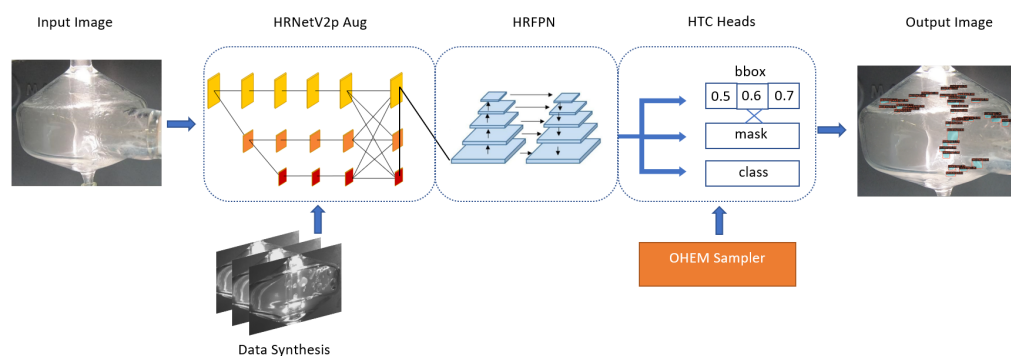 Input Image
HRNetV2p Aug
HRFPN
HTC Heads
Output Image
bbox
0.5 0.6 0.7
mask
class
OHEM Sampler
Data Synthesis